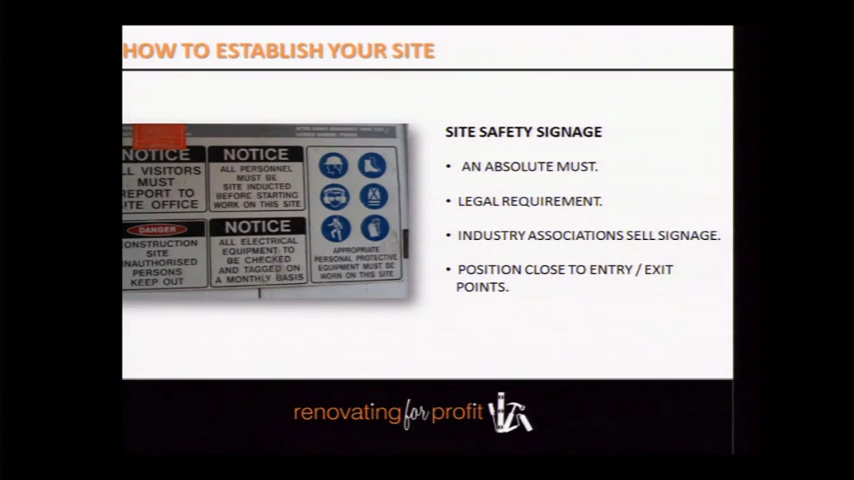 HOW TO ESTABLISH YOUR SITE
NOTICE
LL VISITORS
MUST
REPORT TO
ITE OFFICE
NOTICE
ALL PERSONNEL
MUST BE
SITE INDUCTED
BEFORE STARTING
WORK ON THIS SITE
DANGER
CONSTRUCTION
SITE
UNAUTHORISED
PERSONS
KEEP OUT
NOTICE
ALL ELECTRICAL
EQUIPMENT TO
BE CHECKED
AND TAGGED ON
A MONTHLY BASIS
APPROPRIATE
PERSONAL PROTECTIVE
EQUIPMENT MUST BE
WORN ON THIS SITE
SITE SAFETY SIGNAGE
• AN ABSOLUTE MUST.
• LEGAL REQUIREMENT.
• INDUSTRY ASSOCIATIONS SELL SIGNAGE.
• POSITION CLOSE TO ENTRY / EXIT
POINTS.
renovating for profit